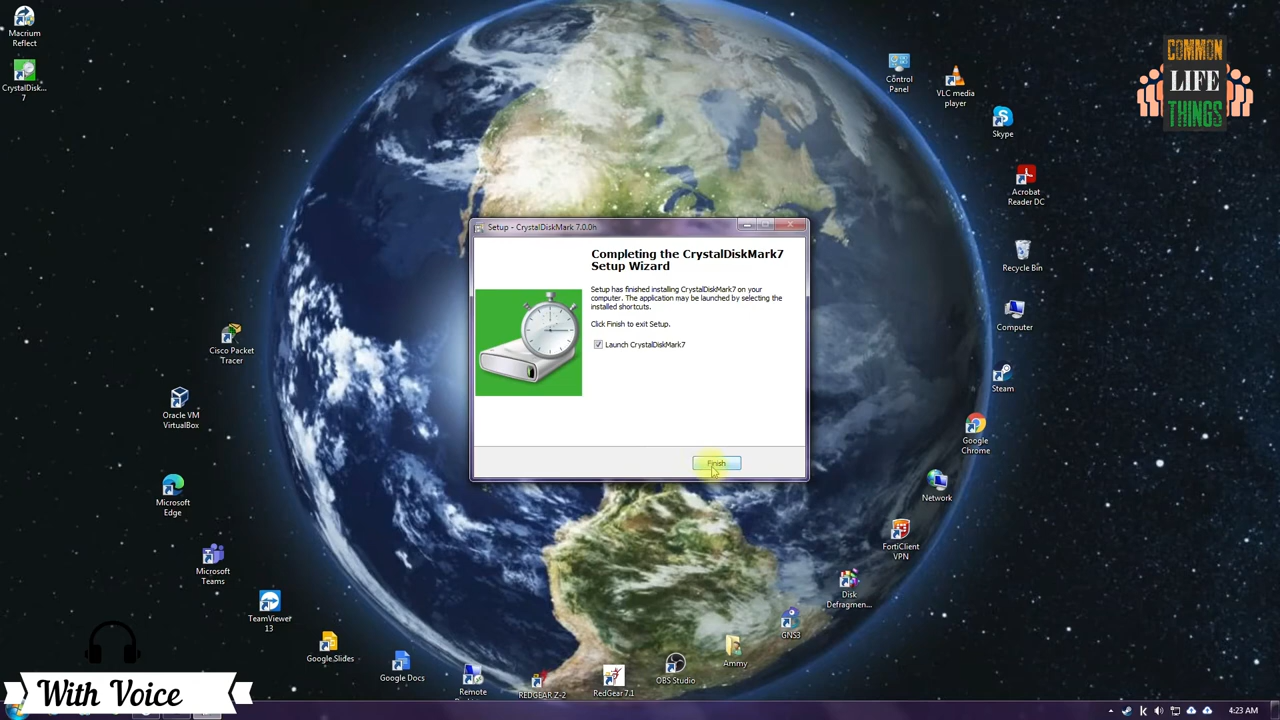 Macrium
Reflect
CrystalDisk...
7
Control
Panel
VLC media
player
Skype
COMMON
LIFE
THINGS
Acrobat
Reader DC
Recycle Bin
Computer
Steam
Google
Chrome
Network
FortiClient
VPN
Disk
Defragmen...
GNS3
Ammy
OBS Studio
RedGear7.1
REDGEAR Z-2
Remote
Google Docs
Google Slides
TeamViewer
13
Microsoft
Teams
Microsoft
Edge
Oracle VM
VirtualBox
Cisco Packet
Tracer
Setup - CrystalDiskMark 7.0.0h
Completing the CrystalDiskMark7
Setup Wizard
Setup has finished installing CrystalDiskMark7 on your
computer. The application may be launched by selecting the
installed shortcuts.
Click Finish to exit Setup.
Launch CrystalDiskMark7
Finish
With Voice
4:23 AM